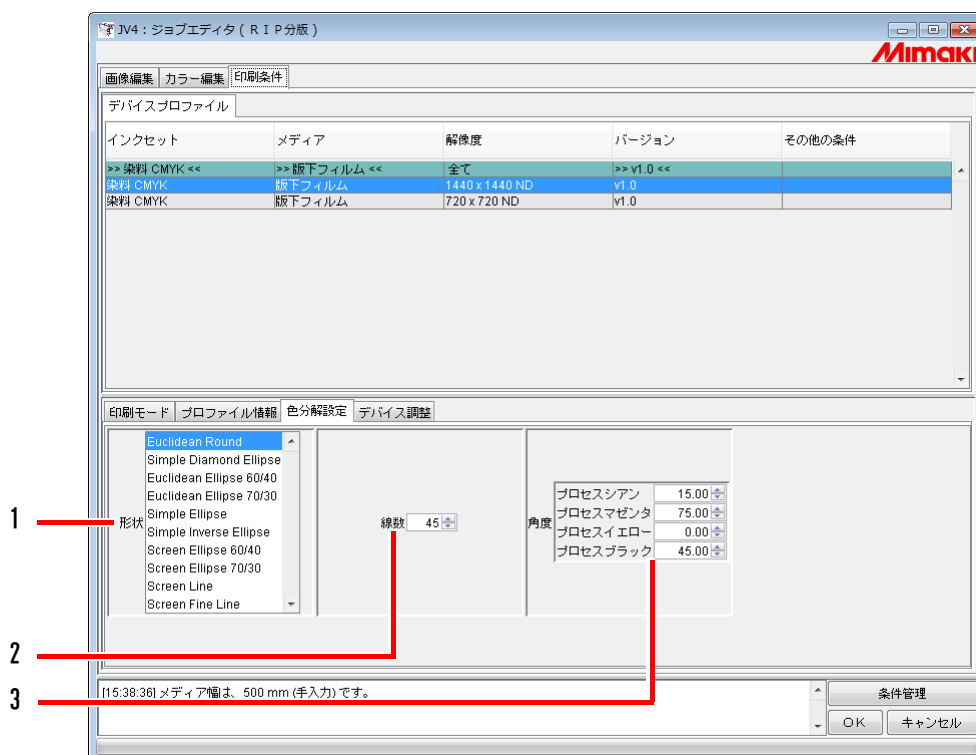 JV4：ジョブエディタ ( ＲＩＰ分版 )
Mimaki
画像編集 カラー編集 印刷条件
デバイスプロファイル
インクセット メディア 解像度 バージョン その他の条件
>> 染料 CMYK << >> 版下フィルム << 全て >> v1.0 <<
染料 CMYK 版下フィルム 1440 x 1440 ND v1.0
染料 CMYK 版下フィルム 720 x 720 ND v1.0
印刷モード プロファイル情報 色分解設定 デバイス調整
1
形状
Euclidean Round
Simple Diamond Ellipse
Euclidean Ellipse 60/40
Euclidean Ellipse 70/30
Simple Ellipse
Simple Inverse Ellipse
Screen Ellipse 60/40
Screen Ellipse 70/30
Screen Line
Screen Fine Line
線数 45
角度
プロセスシアン 15.00
プロセスマゼンタ 75.00
プロセスイエロー 0.00
プロセスブラック 45.00
2
3
[15:38:36] メディア幅は、500 mm (手入力) です。
条件管理
ＯＫ キャンセル